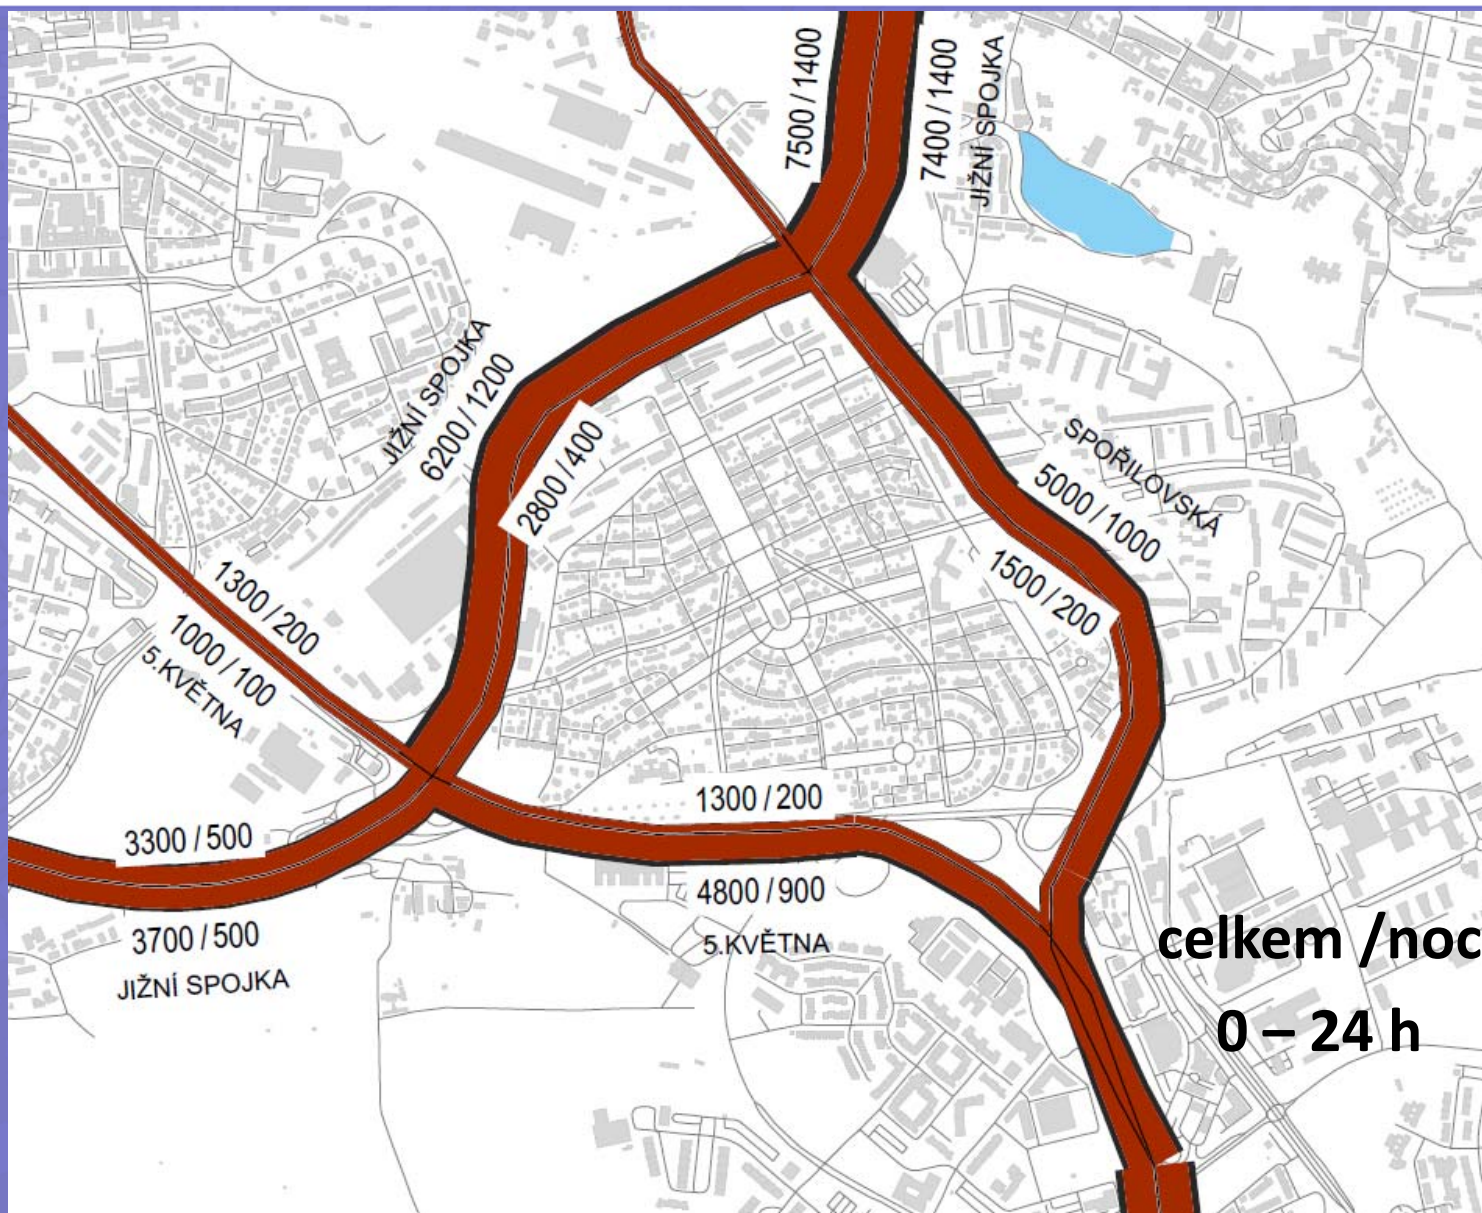 7500 / 1400
7400 / 1400
JIŽNÍ SPOJKA
JIŽNÍ SPOJKA
6200 / 1200
2800 / 400
SPOŘILOVSKÁ
5000 / 1000
1500 / 200
1300 / 200
1000 / 100
5.KVĚTNA
1300 / 200
4800 / 900
5.KVĚTNA
3300 / 500
3700 / 500
JIŽNÍ SPOJKA
celkem /noc
0 – 24 h